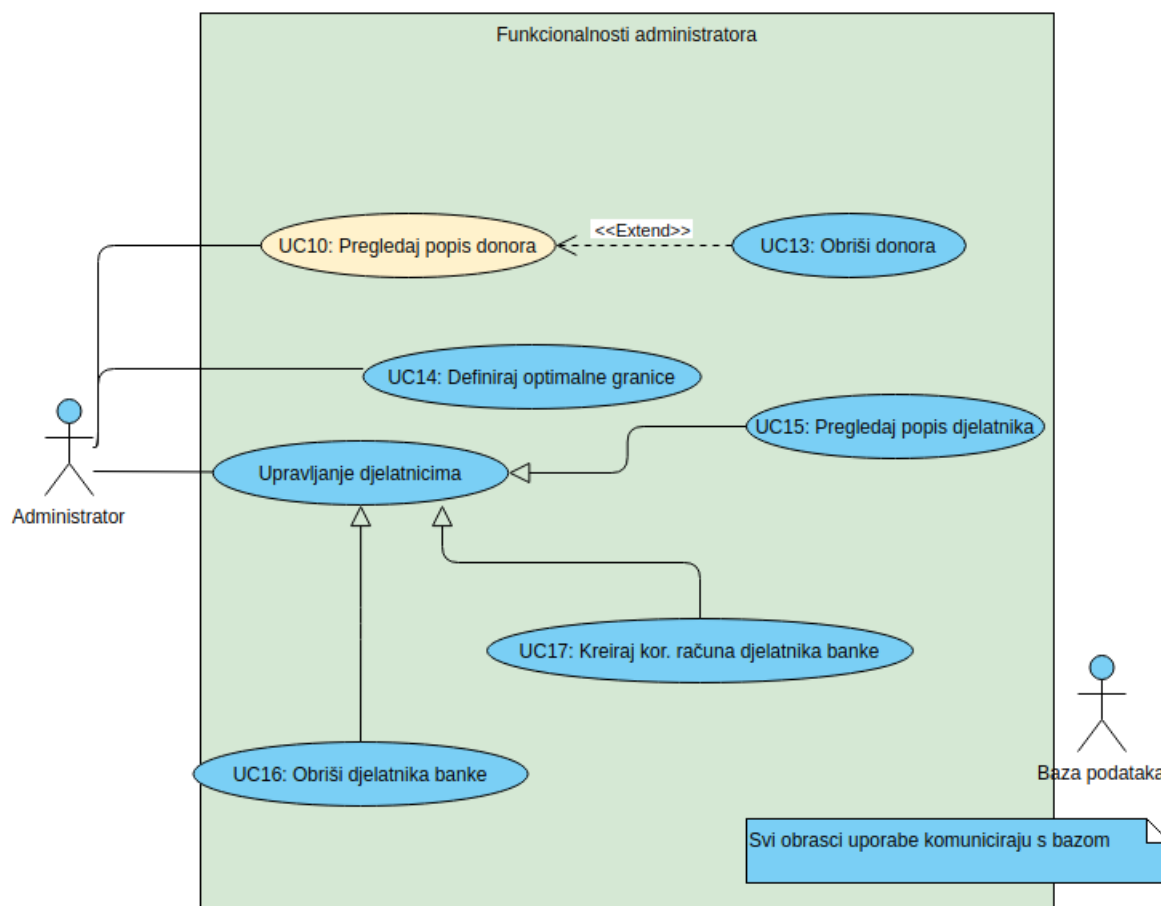 Funkcionalnosti administratora
UC10: Pregledaj popis donora
<<Extend>>
UC13: Obriši donora
UC14: Definiraj optimalne granice
UC15: Pregledaj popis djelatnika
Upravljanje djelatnicima
Administrator
UC17: Kreiraj kor. računa djelatnika banke
UC16: Obriši djelatnika banke
Baza podataka
Svi obrasci uporabe komuniciraju s bazom